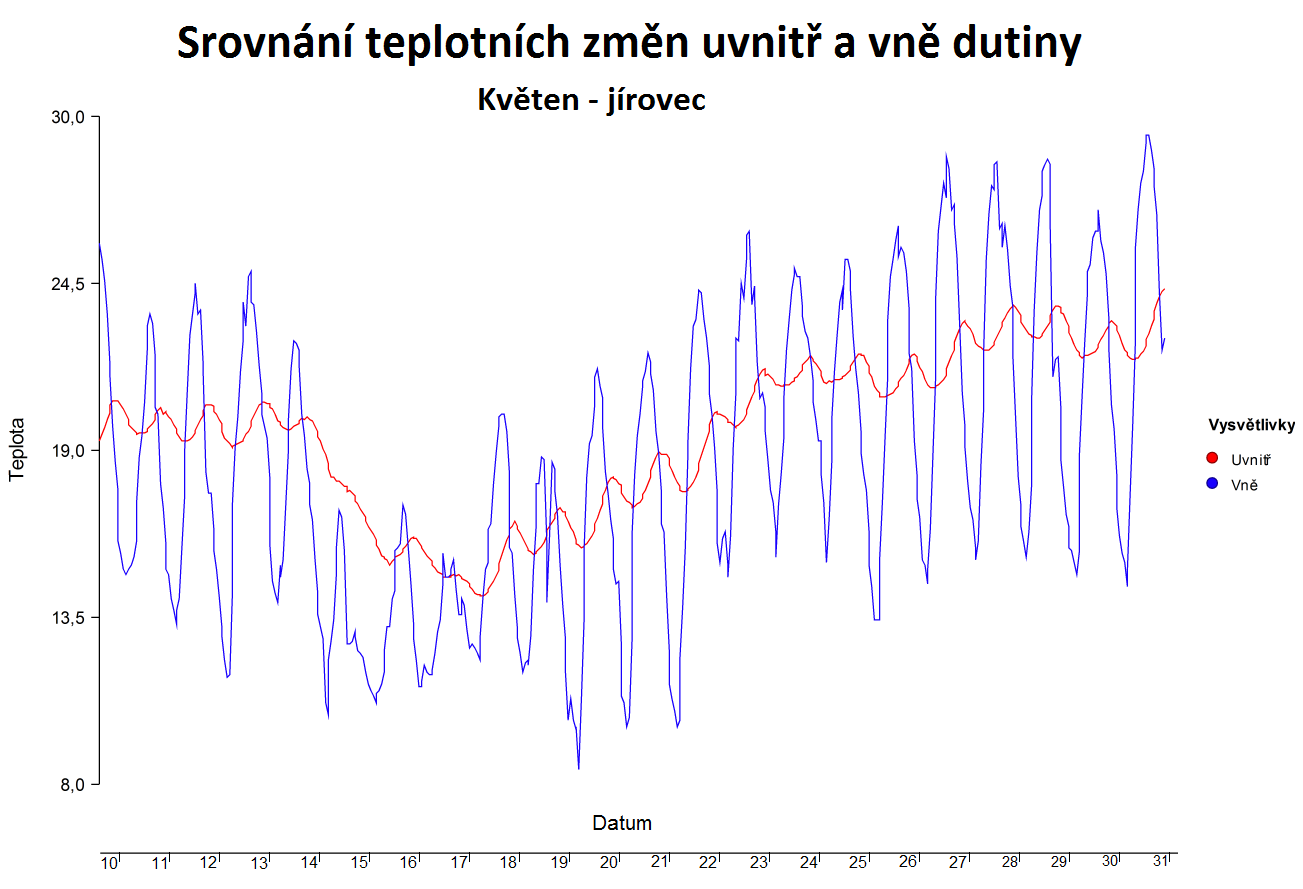 Srovnání teplotních změn uvnitř a vně dutiny
Květen - jírovec
30,0
24,5
19,0
13,5
8,0
Teplota
Vysvětlivky
Uvnitř
Vně
Datum
10 11 12 13 14 15 16 17 18 19 20 21 22 23 24 25 26 27 28 29 30 31